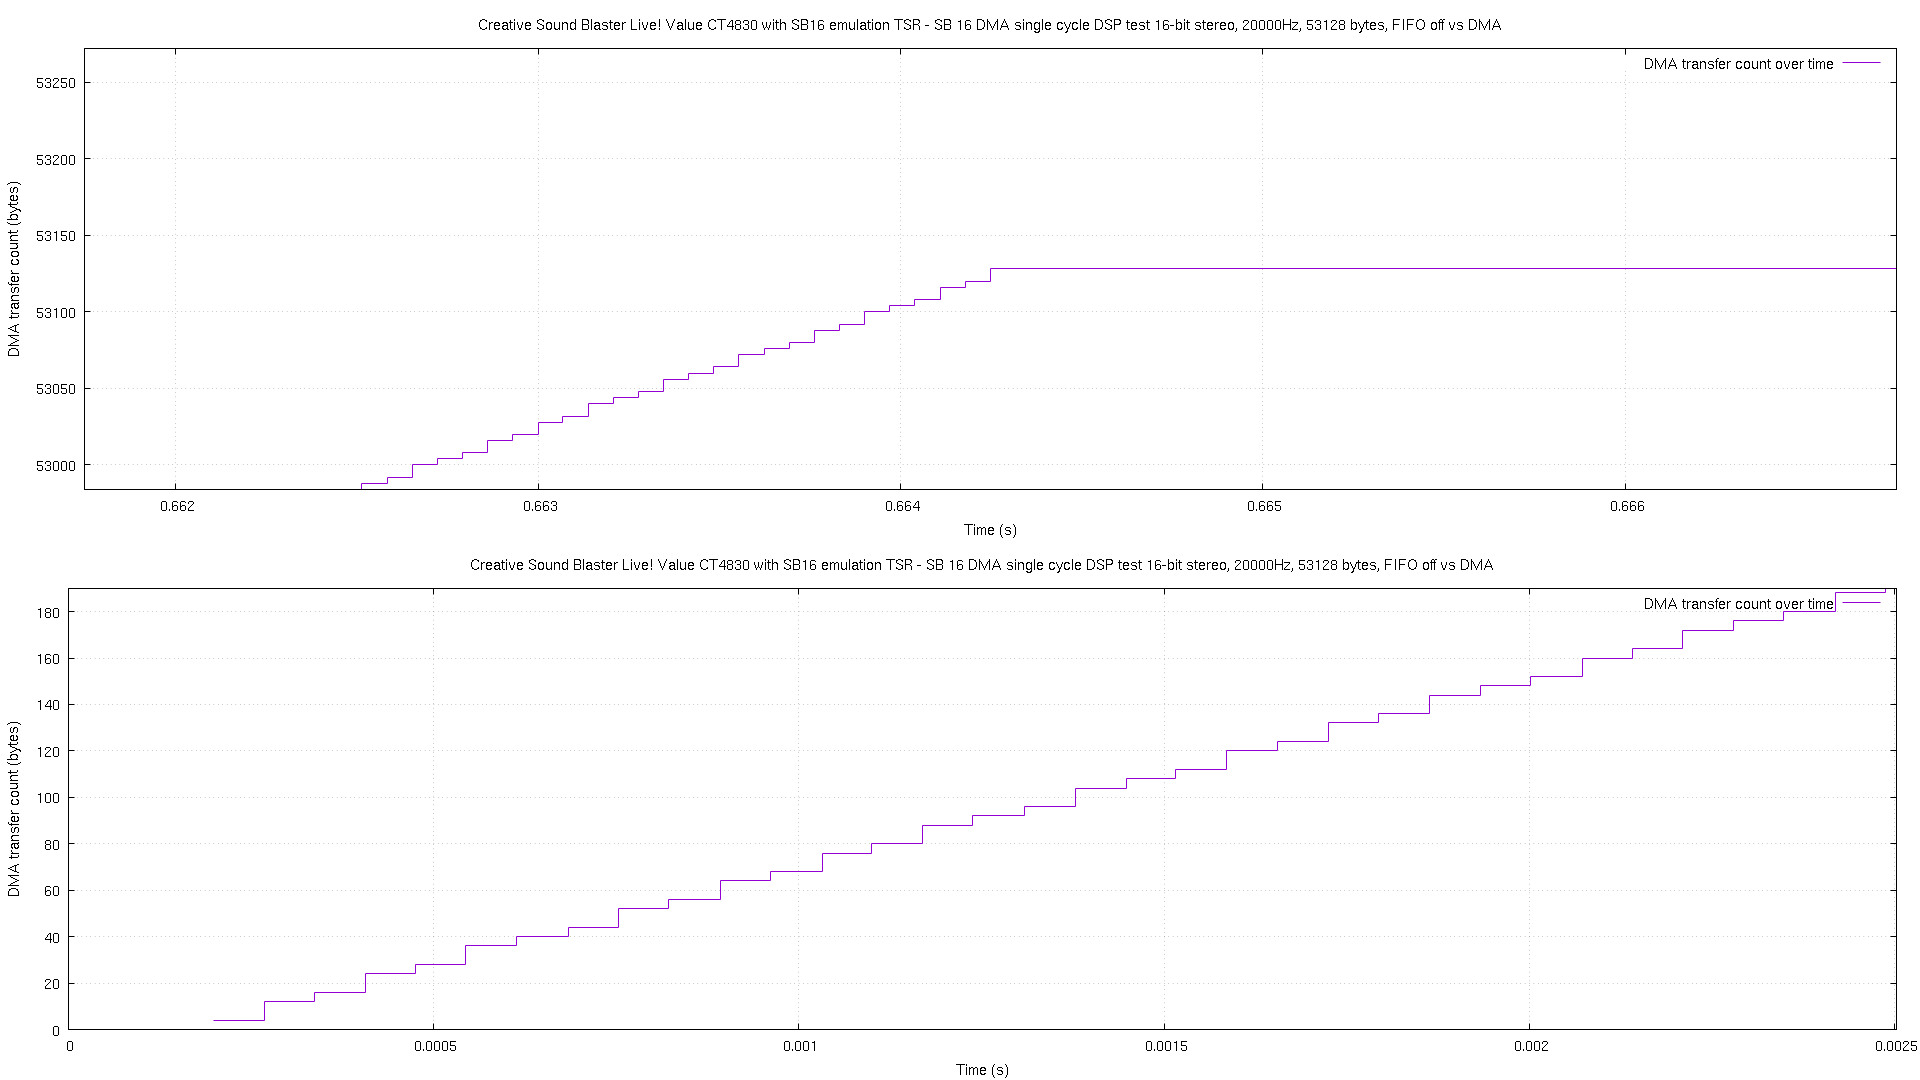 Creative Sound Blaster Live! Value CT4830 with SB16 emulation TSR - SB 16 DMA single cycle DSP test 16-bit stereo, 20000Hz, 53128 bytes, FIFO off vs DMA
DMA transfer count over time
53250
53200
53150
53100
53050
53000
DMA transfer count (bytes)
0.662 0.663 0.664 0.665 0.666
Time (s)
Creative Sound Blaster Live! Value CT4830 with SB16 emulation TSR - SB 16 DMA single cycle DSP test 16-bit stereo, 20000Hz, 53128 bytes, FIFO off vs DMA
DMA transfer count over time
180
160
140
120
100
80
60
40
20
0
DMA transfer count (bytes)
0 0.0005 0.001 0.0015 0.002 0.0025
Time (s)